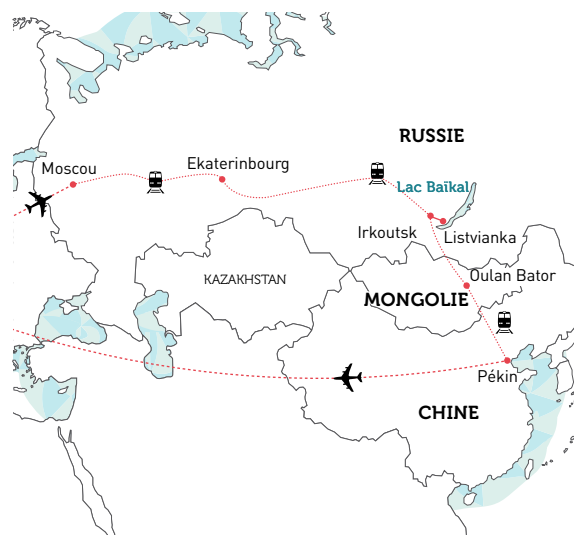 RUSSIE
Moscou
Ekaterinbourg
Lac Baïkal
Irkoutsk
Listvianka
KAZAKHSTAN
Oulan Bator
MONGOLIE
Pékin
CHINE